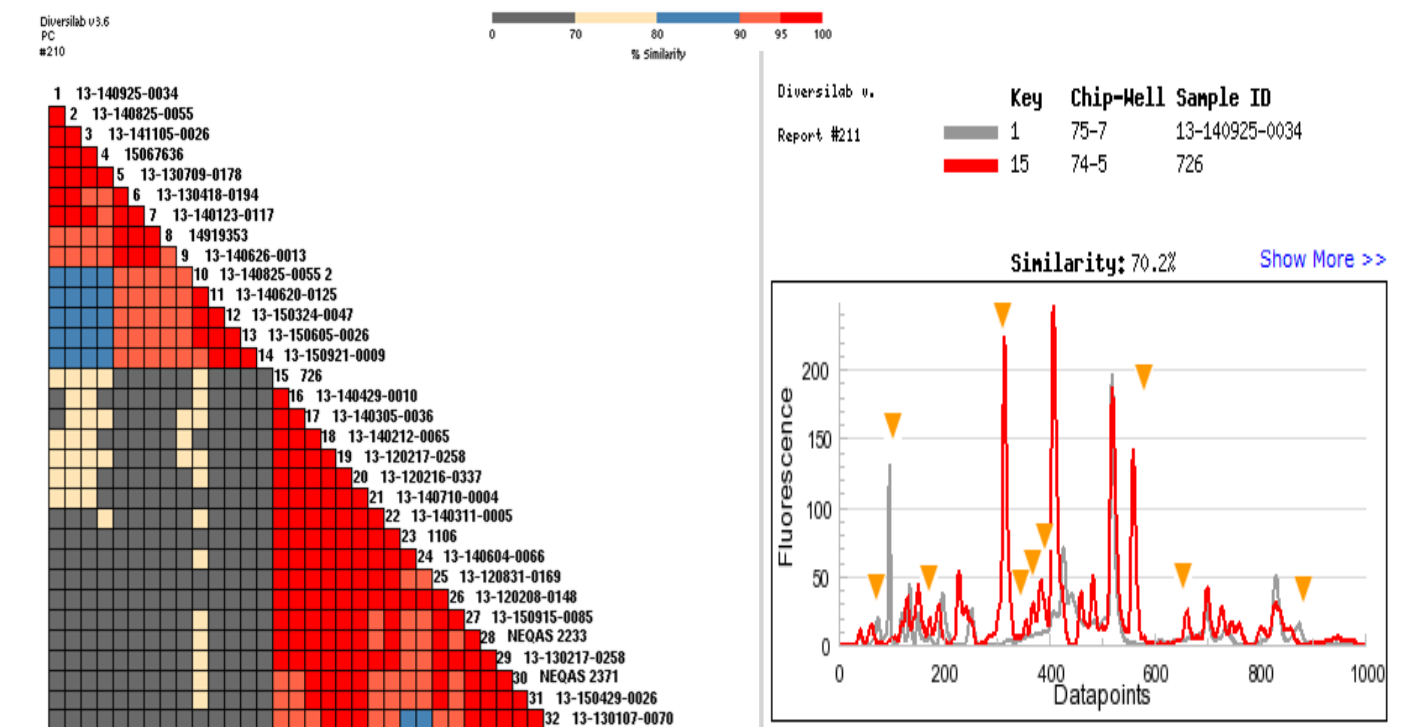 Diversilab v3.6
PC
#210
0 70 80 90 95 100
% Similarity
1 13-140925-0034
2 13-140825-0055
3 13-141105-0026
4 15067636
5 13-130709-0178
6 13-130418-0194
7 13-140123-0117
8 14919353
9 13-140626-0013
10 13-140825-0055 2
11 13-140620-0125
12 13-150324-0047
13 13-150605-0026
14 13-150921-0009
15 726
16 13-140429-0010
17 13-140305-0036
18 13-140212-0065
19 13-120217-0258
20 13-120216-0337
21 13-140710-0004
22 13-140311-0005
23 1106
24 13-140604-0066
25 13-120831-0169
26 13-120208-0148
27 13-150915-0085
28 NEQAS 2233
29 13-130217-0258
30 NEQAS 2371
31 13-150429-0026
32 13-130107-0070
Diversilab v.
Report #211
Key Chip-Well Sample ID
1 75-7 13-140925-0034
15 74-5 726
Similarity: 70.2%
Show More >>
Fluorescence
200
150
100
50
0
0 200 400 600 800 1000
Datapoints